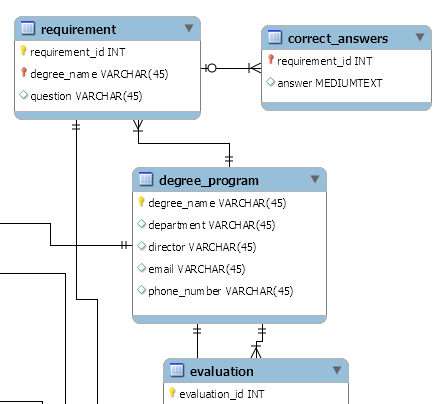 requirement
requirement_id INT
degree_name VARCHAR(45)
question VARCHAR(45)
correct_answers
requirement_id INT
answer MEDIUMTEXT
degree_program
degree_name VARCHAR(45)
department VARCHAR(45)
director VARCHAR(45)
email VARCHAR(45)
phone_number VARCHAR(45)
evaluation
evaluation_id INT